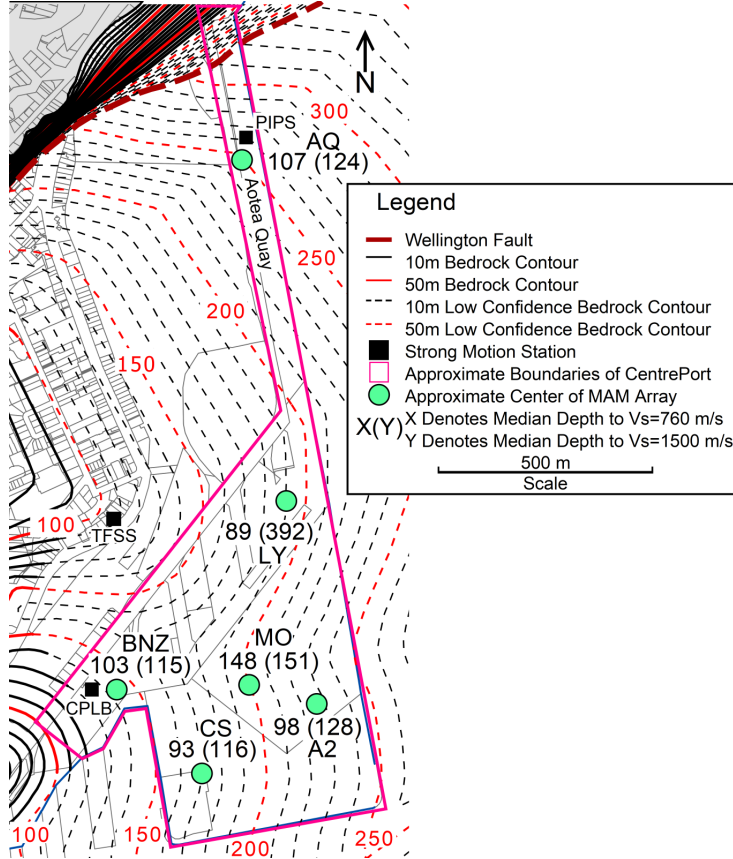 N
300
PIPS
AQ
107 (124)
Aotea Quay
250
200
150
100
TFSS
89 (392)
LY
BNZ
103 (115)
CPLB
MO
148 (151)
98 (128)
A2
CS
93 (116)
100
150
200
250
Legend
Wellington Fault
10m Bedrock Contour
50m Bedrock Contour
10m Low Confidence Bedrock Contour
50m Low Confidence Bedrock Contour
Strong Motion Station
Approximate Boundaries of CentrePort
Approximate Center of MAM Array
X(Y) X Denotes Median Depth to Vs=760 m/s
Y Denotes Median Depth to Vs=1500 m/s
500 m
Scale